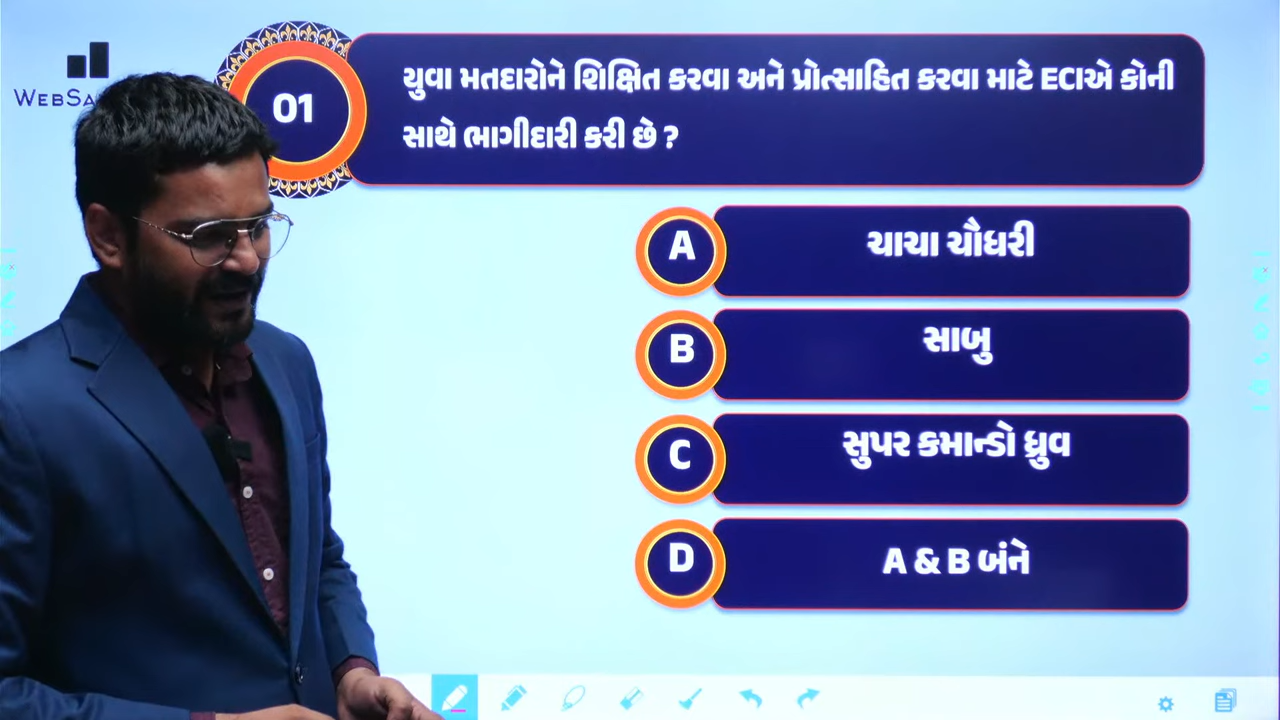 01
યુવા મતદારોને શિક્ષિત કરવા અને પ્રોત્સાહિત કરવા માટે ECIએ કોની
સાથે ભાગીદારી કરી છે ?
A
ચાચા ચૌધરી
B
સાબુ
C
સુપર કમાન્ડો ધ્રુવ
D
A & B બંને